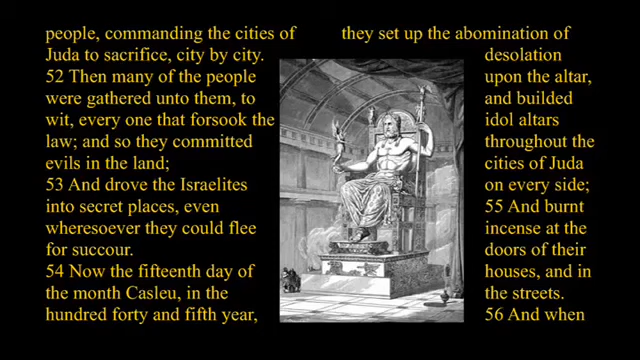 people, commanding the cities of
Juda to sacrifice, city by city.
52 Then many of the people
were gathered unto them, to
wit, every one that forsook the
law; and so they committed
evils in the land;
53 And drove the Israelites
into secret places, even
wheresoever they could flee
for succour.
54 Now the fifteenth day of
the month Casleu, in the
hundred forty and fifth year,
they set up the abomination of
desolation
upon the altar,
and builded
idol altars
throughout the
cities of Juda
on every side;
55 And burnt
incense at the
doors of their
houses, and in
the streets.
56 And when